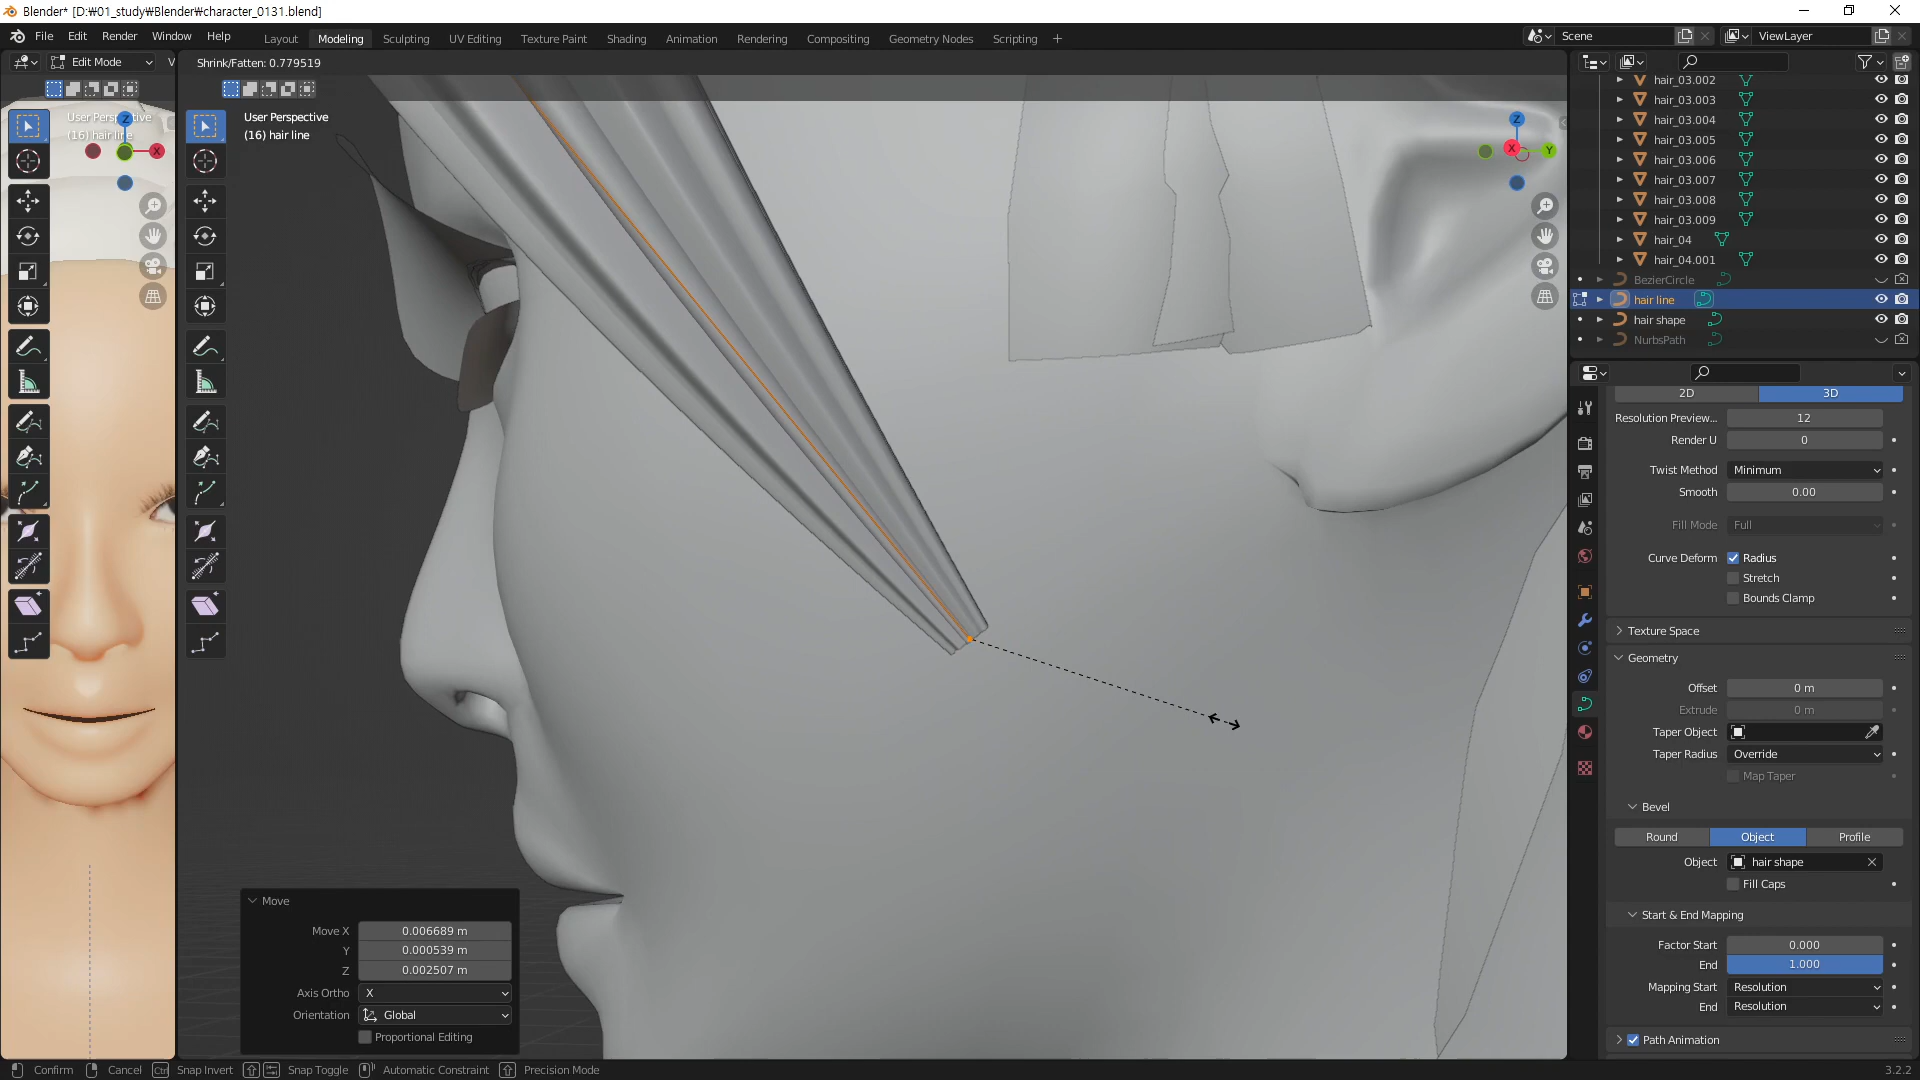 Blender* [D:₩01_study₩Blender₩character_0131.blend]
File Edit Render Window Help
Layout Modeling Sculpting UV Editing Texture Paint Shading Animation Rendering Compositing Geometry Nodes Scripting +
Scene
ViewLayer
Edit Mode
V
Shrink/Fatten: 0.779519
User Perspective
(16) hair line
Z
X
User Perspective
(16) hair line
Z
X
Y
hair_03.002
hair_03.003
hair_03.004
hair_03.005
hair_03.006
hair_03.007
hair_03.008
hair_03.009
hair_04
hair_04.001
BezierCircle
hair line
hair shape
NurbsPath
2D 3D
Resolution Preview... 12
Render U 0
Twist Method Minimum
Smooth 0.00
Fill Mode Full
Curve Deform Radius
Stretch
Bounds Clamp
Texture Space
Geometry
Offset 0 m
Extrude 0 m
Taper Object
Taper Radius Override
Map Taper
Bevel
Round Object Profile
Object hair shape
Fill Caps
Start & End Mapping
Factor Start 0.000
End 1.000
Mapping Start Resolution
End Resolution
Path Animation
Move
Move X 0.006689 m
Y 0.000539 m
Z 0.002507 m
Axis Ortho X
Orientation Global
Proportional Editing
Confirm Cancel Ctrl Snap Invert Snap Toggle Automatic Constraint Precision Mode
3.2.2